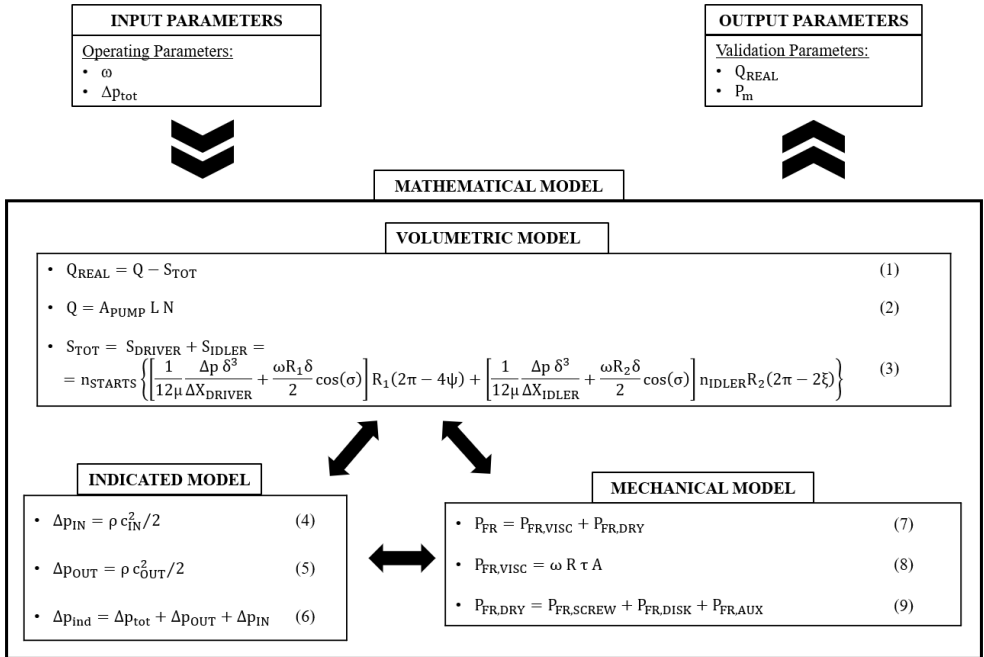 INPUT PARAMETERS
Operating Parameters:
• ω
• Δp_tot
OUTPUT PARAMETERS
Validation Parameters:
• Q_REAL
• P_m
MATHEMATICAL MODEL
VOLUMETRIC MODEL
• Q_REAL = Q − S_TOT (1)
• Q = A_PUMP L N (2)
• S_TOT = S_DRIVER + S_IDLER =
= n_STARTS {[1/12μ Δp δ³/ΔX_DRIVER + ωR₁δ/2 cos(σ)] R₁(2π − 4ψ) + [1/12μ Δp δ³/ΔX_IDLER + ωR₂δ/2 cos(σ)] n_IDLER R₂(2π − 2ξ)} (3)
INDICATED MODEL
• Δp_IN = ρ c²_IN/2 (4)
• Δp_OUT = ρ c²_OUT/2 (5)
• Δp_ind = Δp_tot + Δp_OUT + Δp_IN (6)
MECHANICAL MODEL
• P_FR = P_FR,VISC + P_FR,DRY (7)
• P_FR,VISC = ω R τ A (8)
• P_FR,DRY = P_FR,SCREW + P_FR,DISK + P_FR,AUX (9)